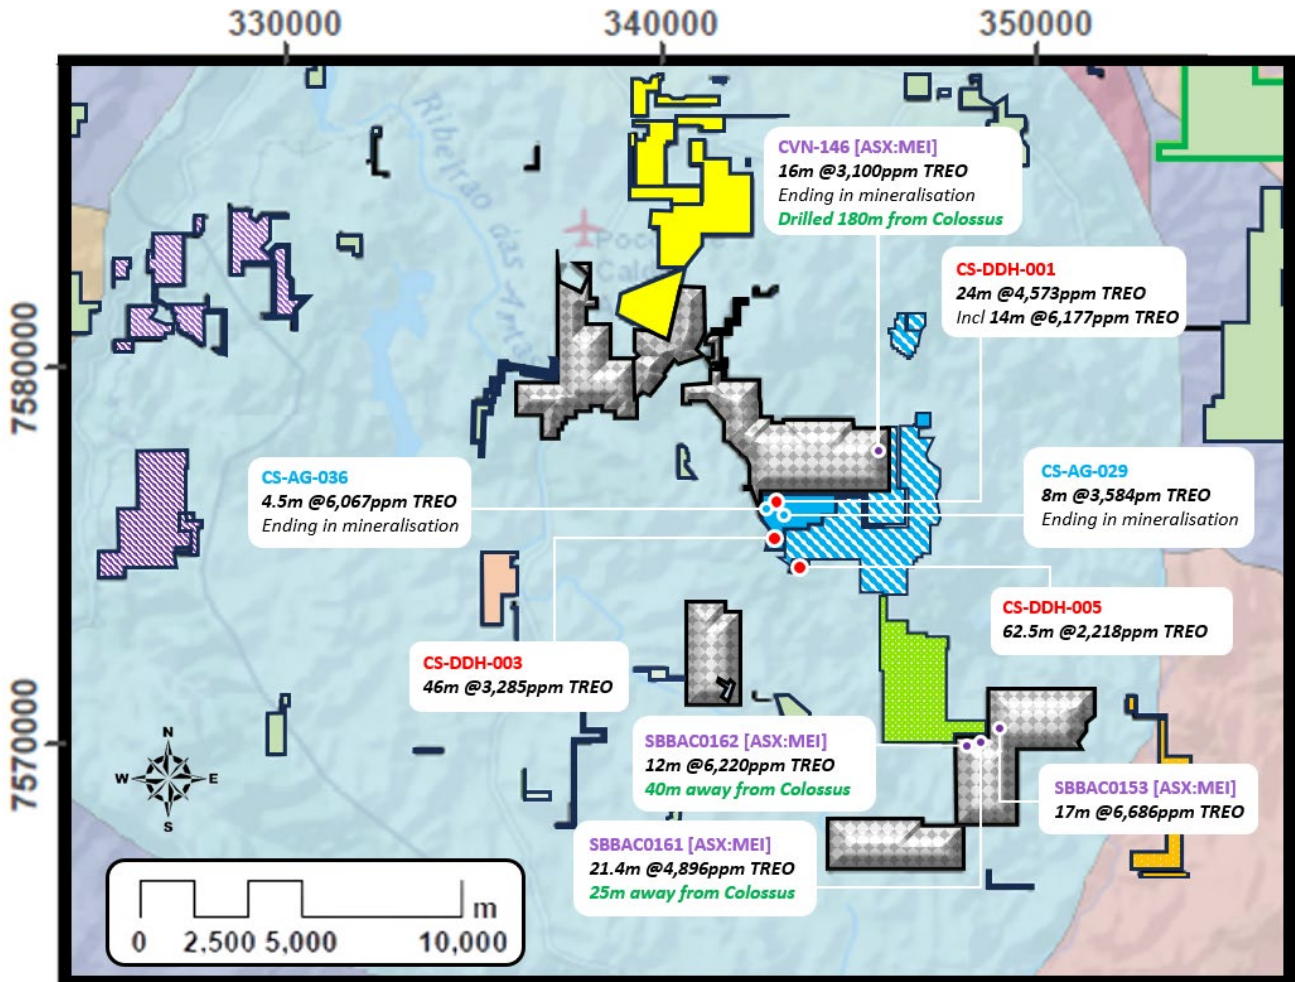 330000
340000
350000
7580000
7570000
Ribeirao das Antas
CVN-146 [ASX:MEI]
16m @3,100ppm TREO
Ending in mineralisation
Drilled 180m from Colossus
CS-DDH-001
24m @4,573ppm TREO
Incl 14m @6,177ppm TREO
CS-AG-036
4.5m @6,067ppm TREO
Ending in mineralisation
CS-AG-029
8m @3,584pm TREO
Ending in mineralisation
CS-DDH-005
62.5m @2,218ppm TREO
CS-DDH-003
46m @3,285ppm TREO
SBBAC0162 [ASX:MEI]
12m @6,220ppm TREO
40m away from Colossus
SBBAC0153 [ASX:MEI]
17m @6,686ppm TREO
SBBAC0161 [ASX:MEI]
21.4m @4,896ppm TREO
25m away from Colossus
N
W E
S
m
0 2,500 5,000 10,000